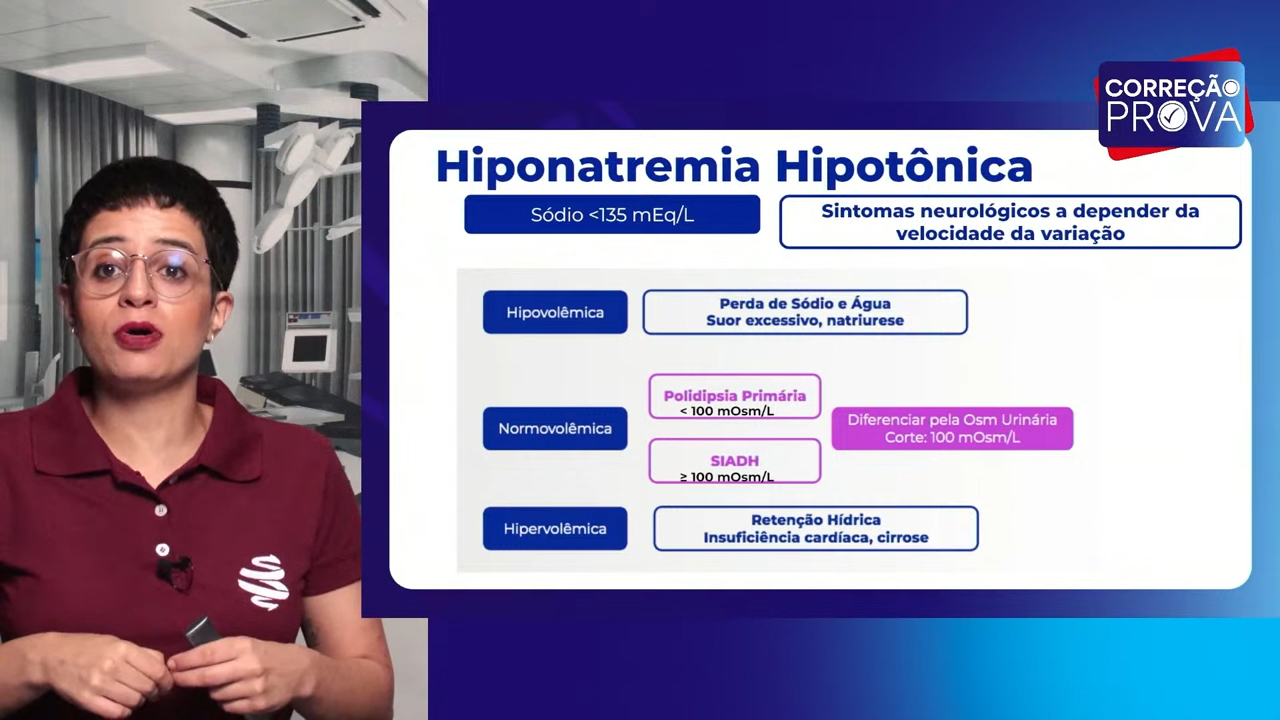 CORREÇÃO
PROVA
Hiponatremia Hipotônica
Sódio <135 mEq/L
Sintomas neurológicos a depender da
velocidade da variação
Hipovolêmica
Perda de Sódio e Água
Suor excessivo, natriurese
Normovolêmica
Polidipsia Primária
< 100 mOsm/L
SIADH
≥ 100 mOsm/L
Diferenciar pela Osm Urinária
Corte: 100 mOsm/L
Hipervolêmica
Retenção Hídrica
Insuficiência cardíaca, cirrose